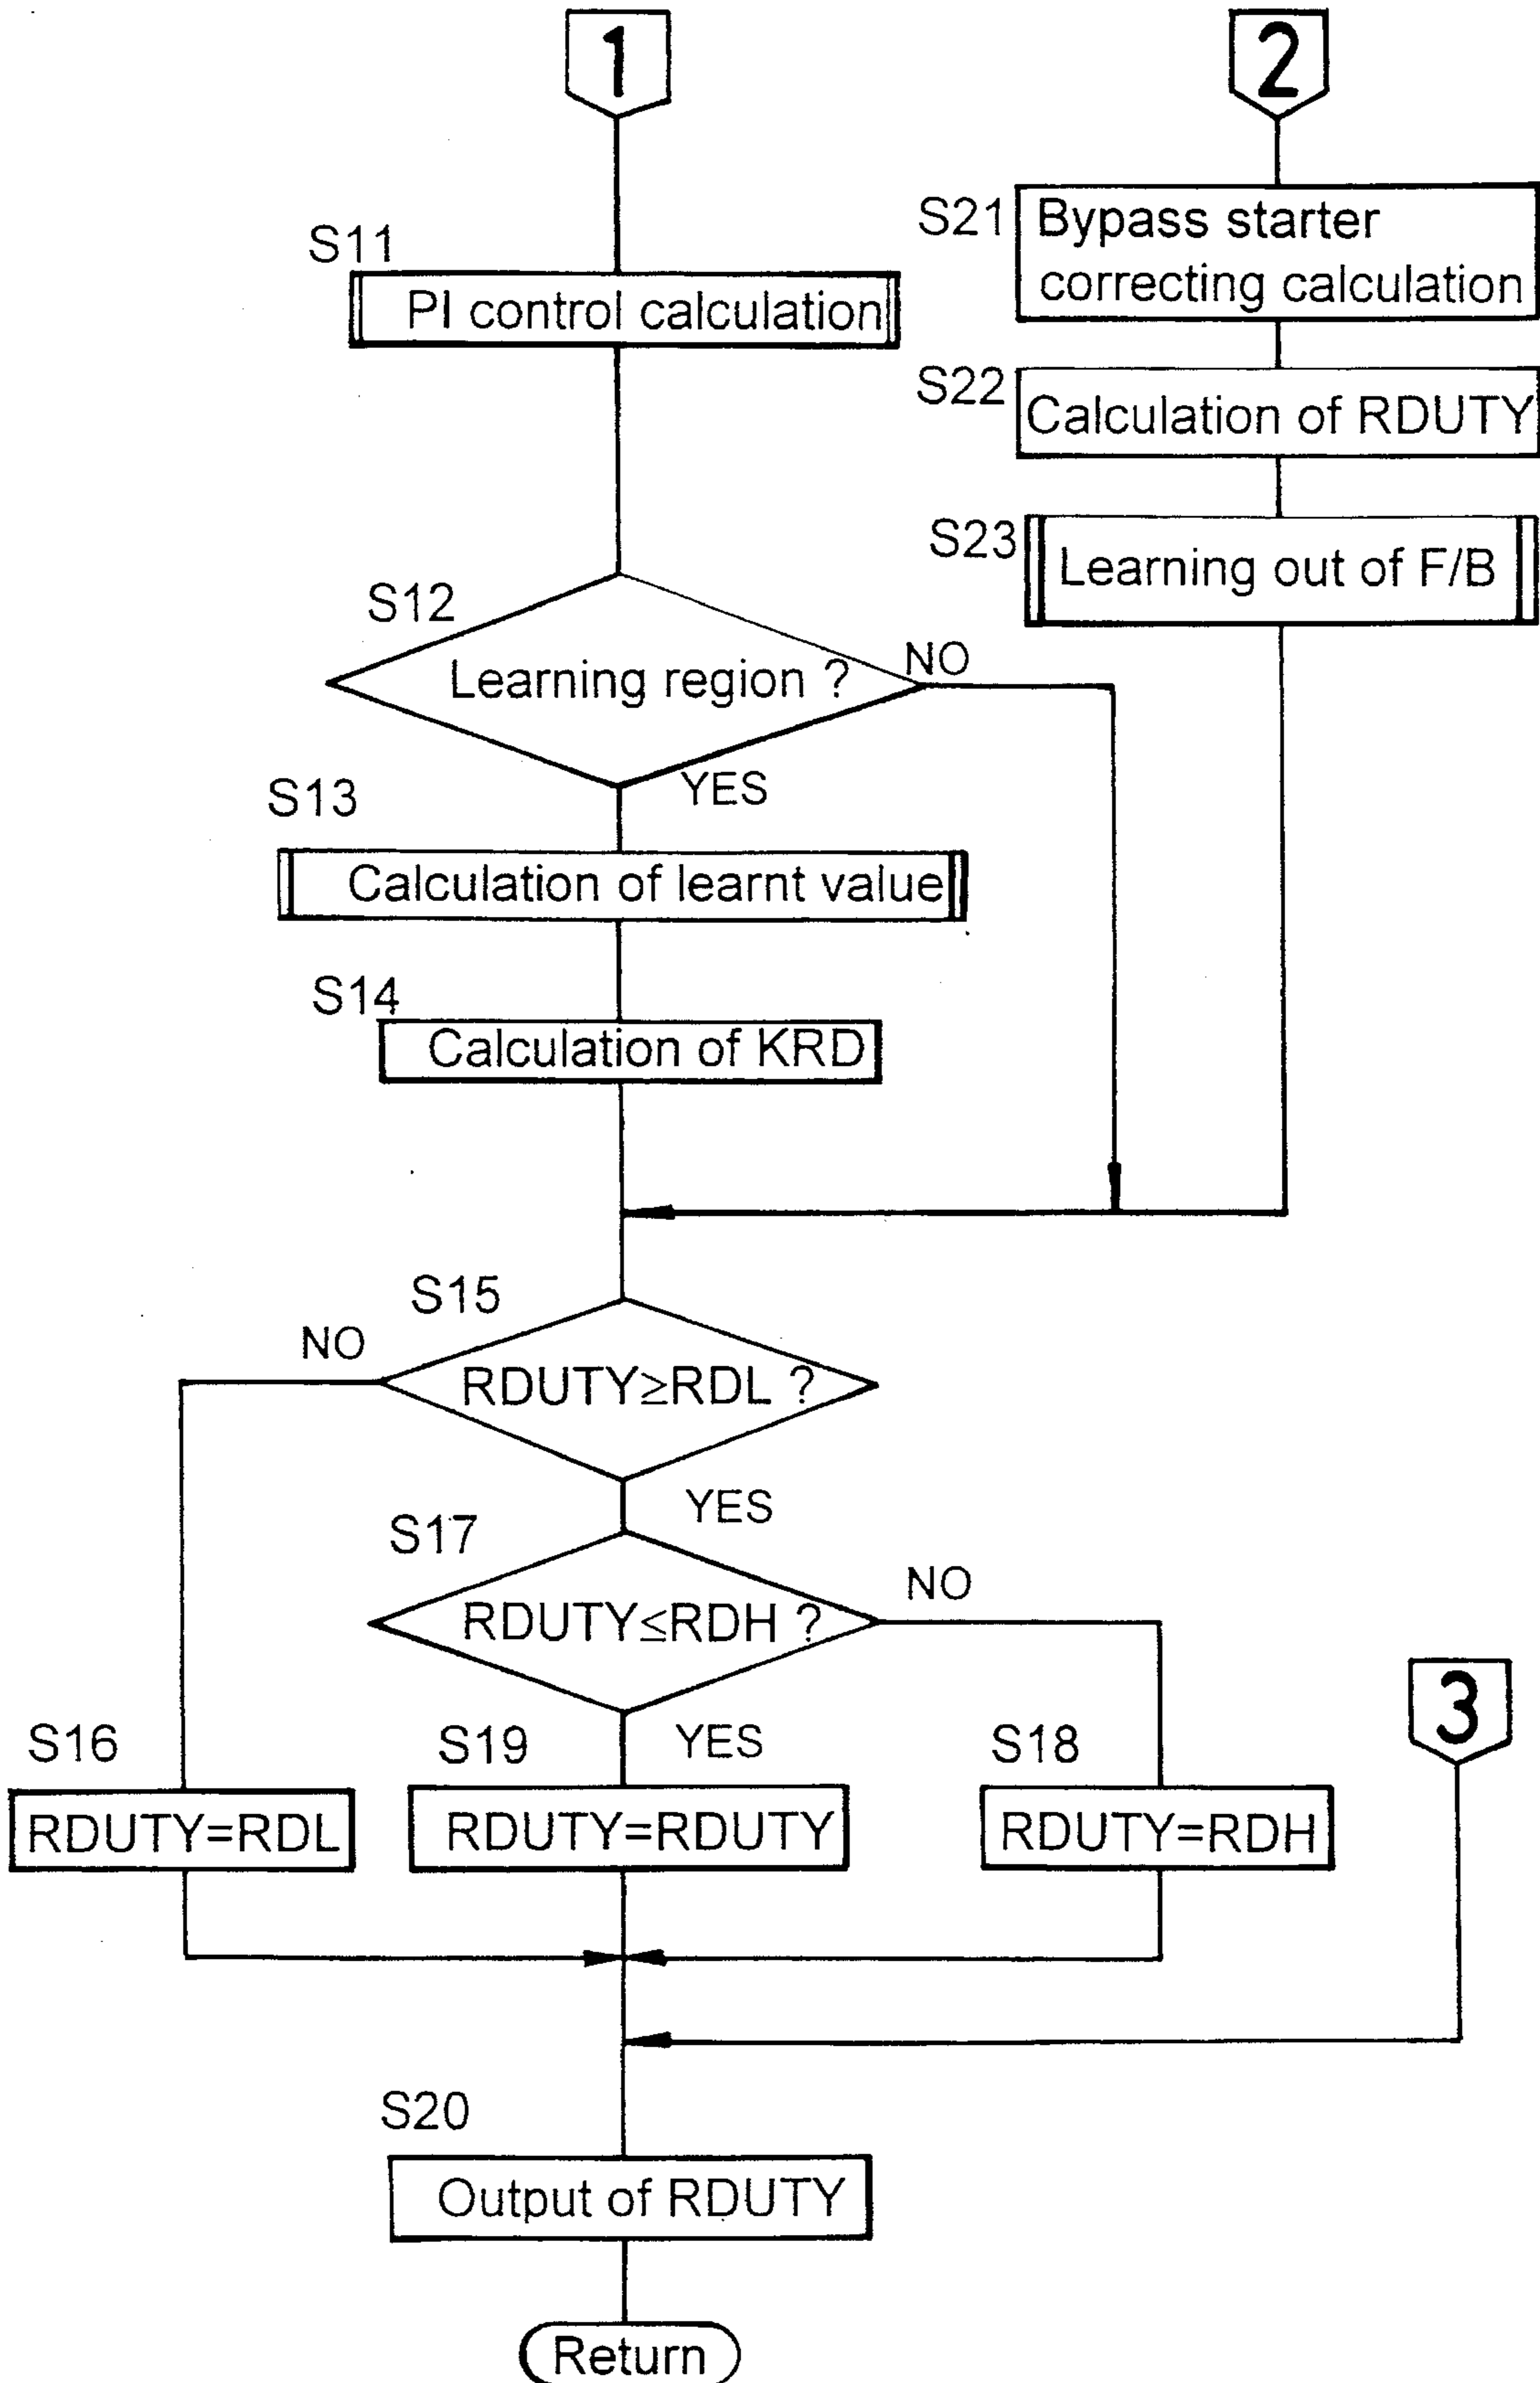 1
2
S11
PI control calculation
S21
Bypass starter
correcting calculation
S22
Calculation of RDUTY
S23
Learning out of F/B
S12
Learning region ?
NO
YES
S13
Calculation of learnt value
S14
Calculation of KRD
S15
NO
RDUTY≥RDL ?
YES
S17
RDUTY≤RDH ?
NO
3
S16
S19
YES
S18
RDUTY=RDL
RDUTY=RDUTY
RDUTY=RDH
S20
Output of RDUTY
Return